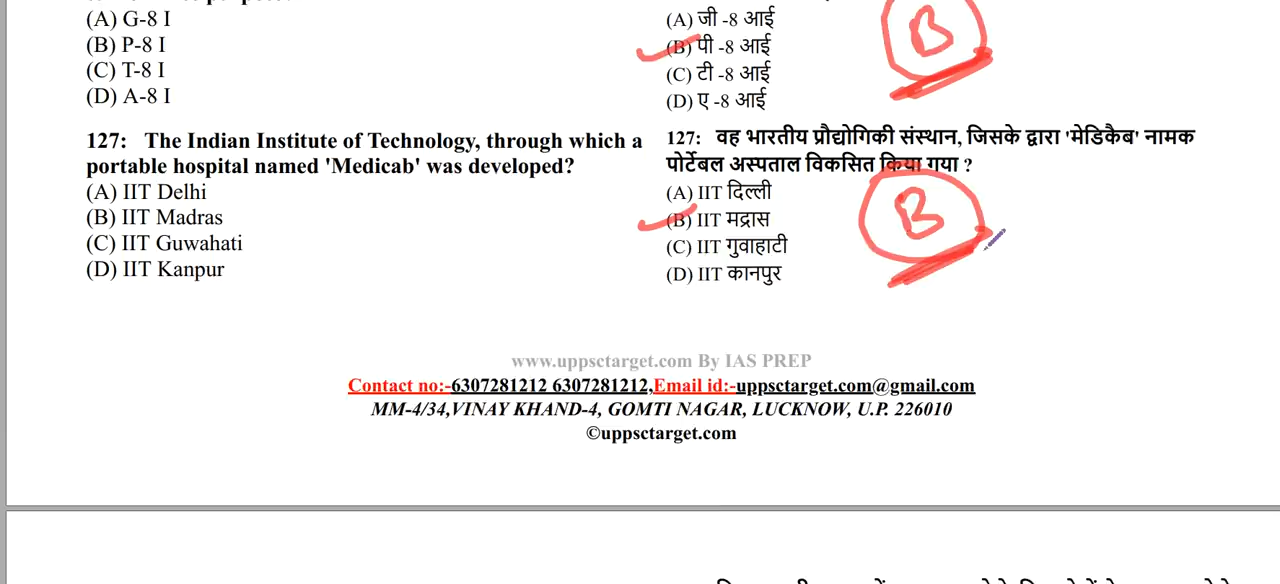 (A) G-8 I
(B) P-8 I
(C) T-8 I
(D) A-8 I
127: The Indian Institute of Technology, through which a
portable hospital named 'Medicab' was developed?
(A) IIT Delhi
(B) IIT Madras
(C) IIT Guwahati
(D) IIT Kanpur
(A) जी -8 आई
(B) पी -8 आई
(C) टी -8 आई
(D) ए -8 आई
B
127: वह भारतीय प्रौद्योगिकी संस्थान, जिसके द्वारा 'मेडिकैब' नामक
पोर्टेबल अस्पताल विकसित किया गया ?
(A) IIT दिल्ली
(B) IIT मद्रास
(C) IIT गुवाहाटी
(D) IIT कानपुर
B
www.uppsctarget.com By IAS PREP
Contact no:-6307281212 6307281212,Email id:-uppsctarget.com@gmail.com
MM-4/34,VINAY KHAND-4, GOMTI NAGAR, LUCKNOW, U.P. 226010
©uppsctarget.com